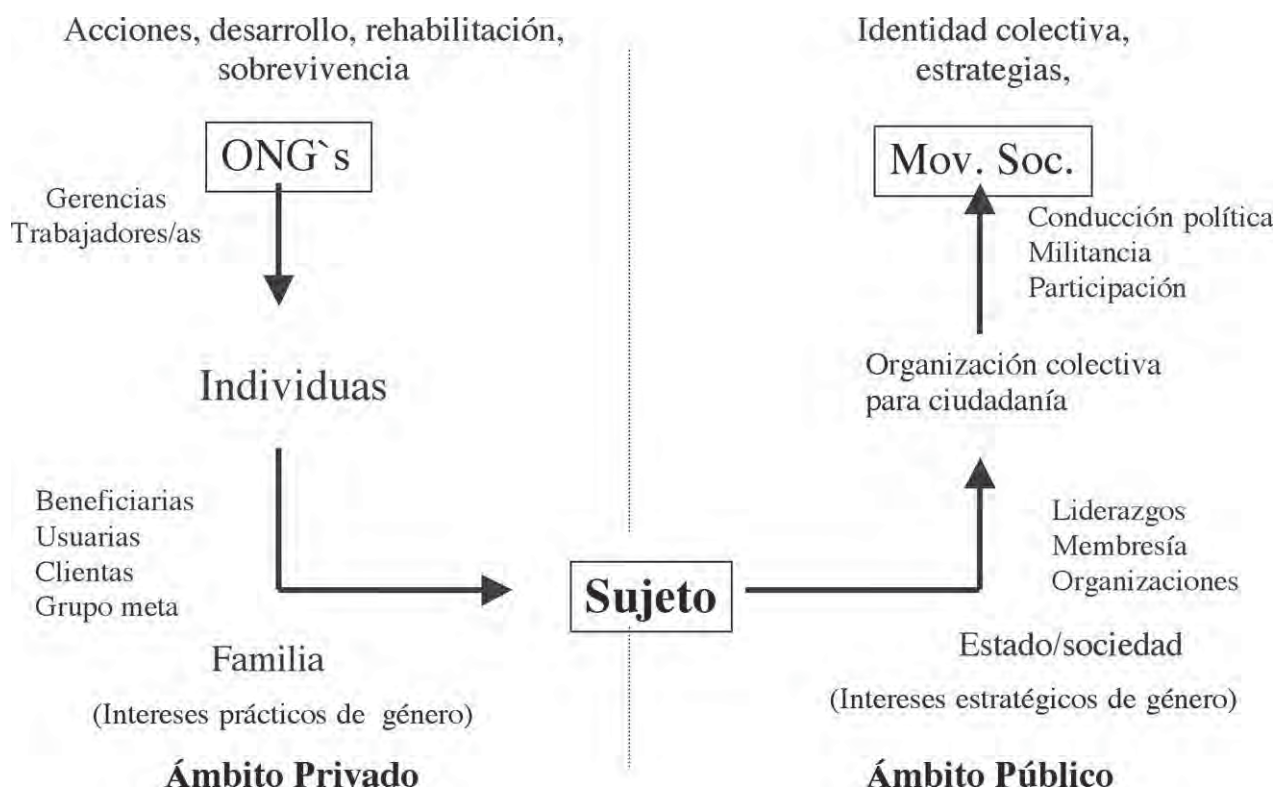 Acciones, desarrollo, rehabilitación,
sobrevivencia
ONG`s
Gerencias
Trabajadores/as
Individuas
Beneficiarias
Usuarias
Clientas
Grupo meta
Familia
(Intereses prácticos de género)
Ámbito Privado
Sujeto
Identidad colectiva,
estrategias,
Mov. Soc.
Conducción política
Militancia
Participación
Organización colectiva
para ciudadanía
Liderazgos
Membresía
Organizaciones
Estado/sociedad
(Intereses estratégicos de género)
Ámbito Público